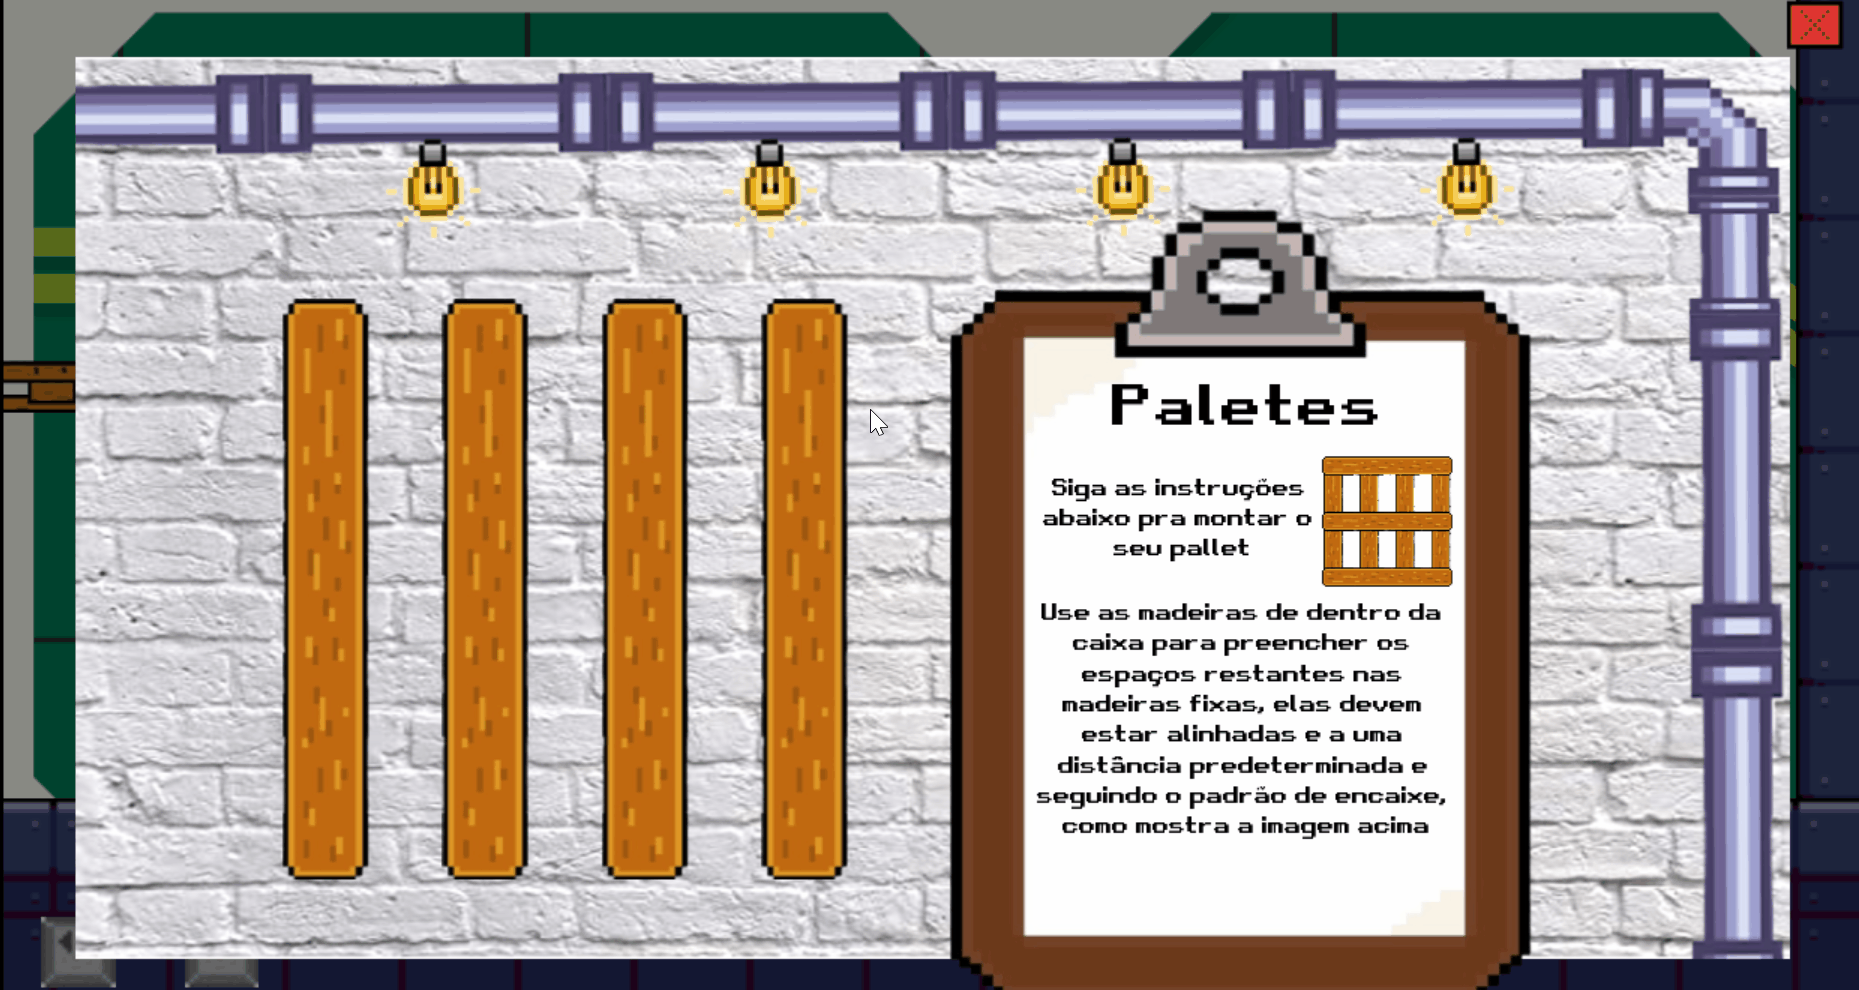 Paletes
Siga as instruções
abaixo pra montar o
seu pallet
Use as madeiras de dentro da
caixa para preencher os
espaços restantes nas
madeiras fixas, elas devem
estar alinhadas e a uma
distância predeterminada e
seguindo o padrão de encaixe,
como mostra a imagem acima